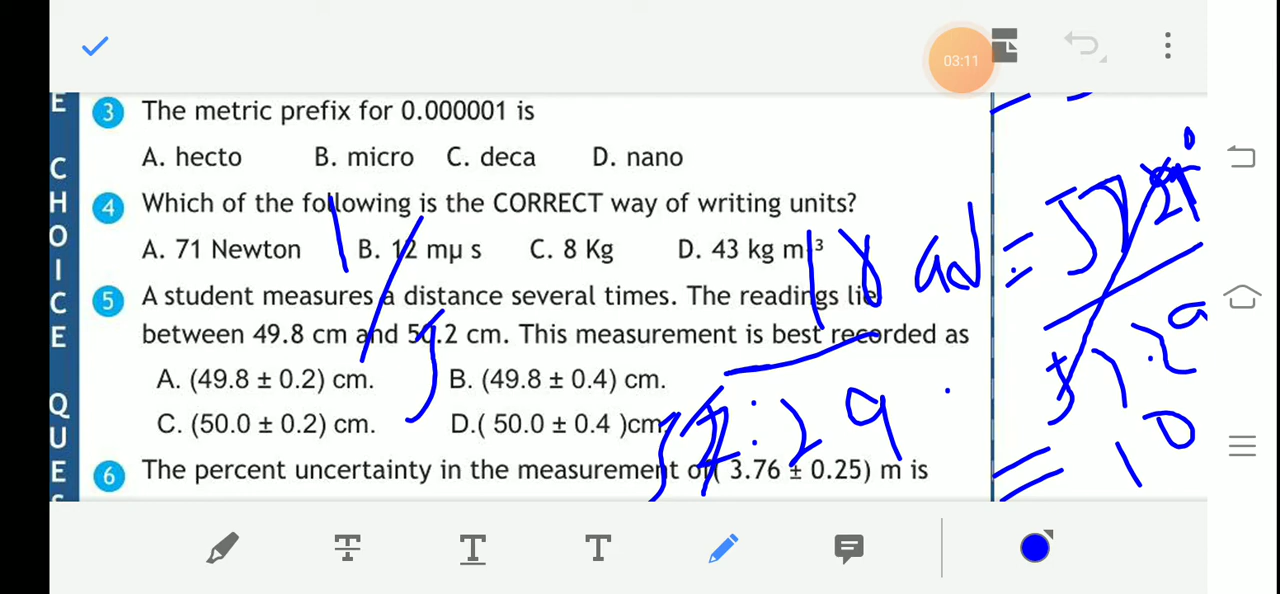 03:11
E
3 The metric prefix for 0.000001 is
C A. hecto B. micro C. deca D. nano
H 4 Which of the following is the CORRECT way of writing units?
O A. 71 Newton B. 12 mμ s C. 8 Kg D. 43 kg m⁻³
I 5 A student measures a distance several times. The readings lie
C between 49.8 cm and 50.2 cm. This measurement is best recorded as
E A. (49.8 ± 0.2) cm. B. (49.8 ± 0.4) cm.
Q C. (50.0 ± 0.2) cm. D.( 50.0 ± 0.4 )cm.
U
E 6 The percent uncertainty in the measurement of( 3.76 ± 0.25) m is
T T T